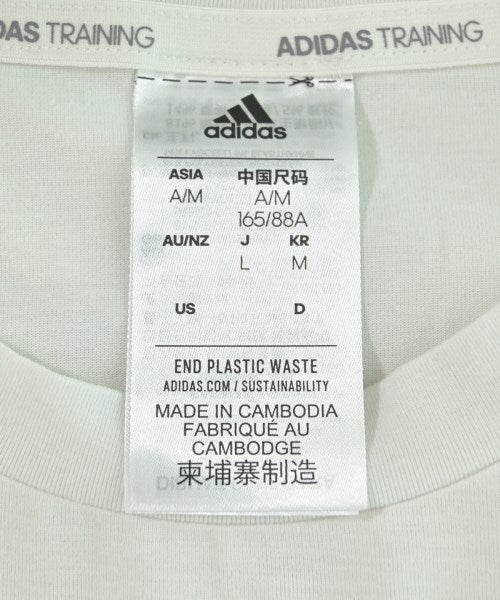 ADIDAS TRAINING
ADIDAS TRAINING
adidas
ASIA 中国尺码
A/M A/M
165/88A
AU/NZ J KR
L M
US D
END PLASTIC WASTE
ADIDAS.COM / SUSTAINABILITY
MADE IN CAMBODIA
FABRIQUÉ AU
CAMBODGE
柬埔寨制造